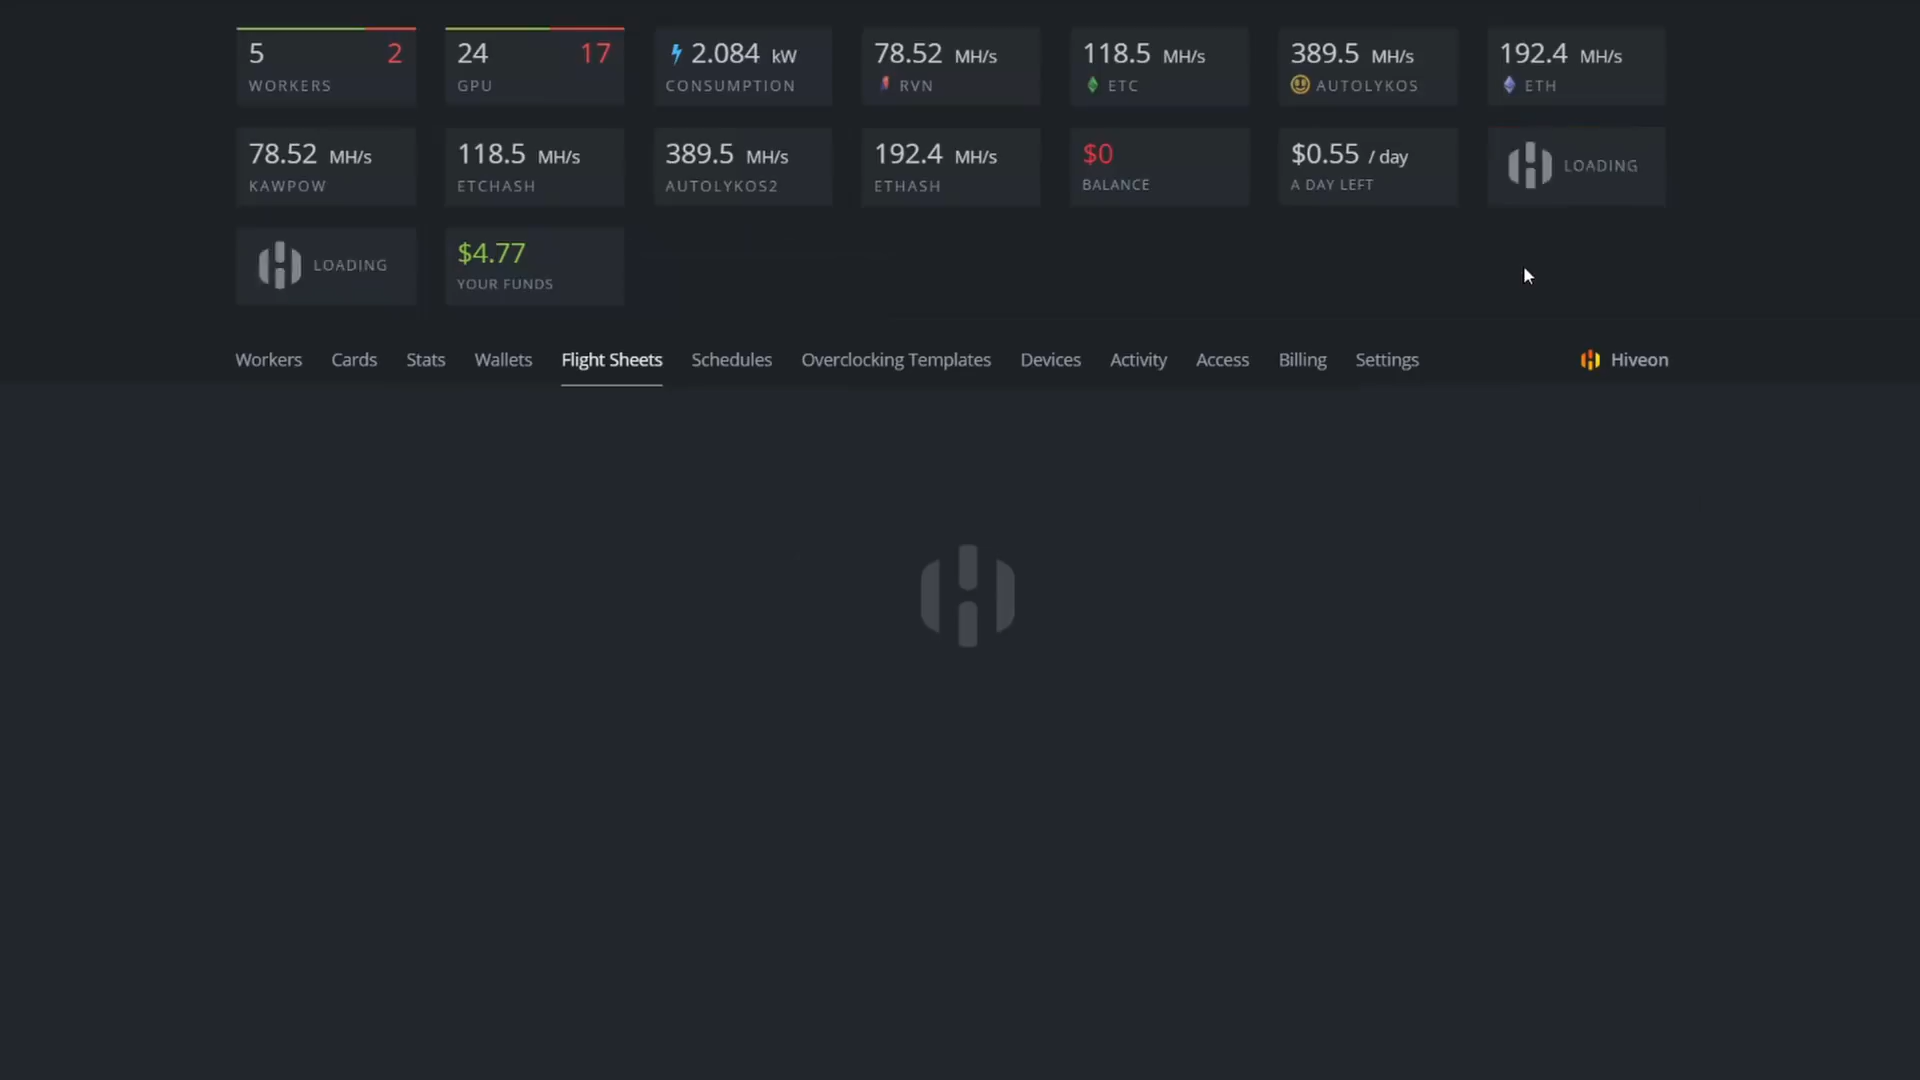 5 2 24 17 2.084 kW 78.52 MH/s 118.5 MH/s 389.5 MH/s 192.4 MH/s
WORKERS GPU CONSUMPTION RVN ETC AUTOLYKOS ETH
78.52 MH/s 118.5 MH/s 389.5 MH/s 192.4 MH/s $0 $0.55 / day LOADING
KAWPOW ETCHASH AUTOLYKOS2 ETHASH BALANCE A DAY LEFT
LOADING $4.77
YOUR FUNDS
Workers Cards Stats Wallets Flight Sheets Schedules Overclocking Templates Devices Activity Access Billing Settings Hiveon